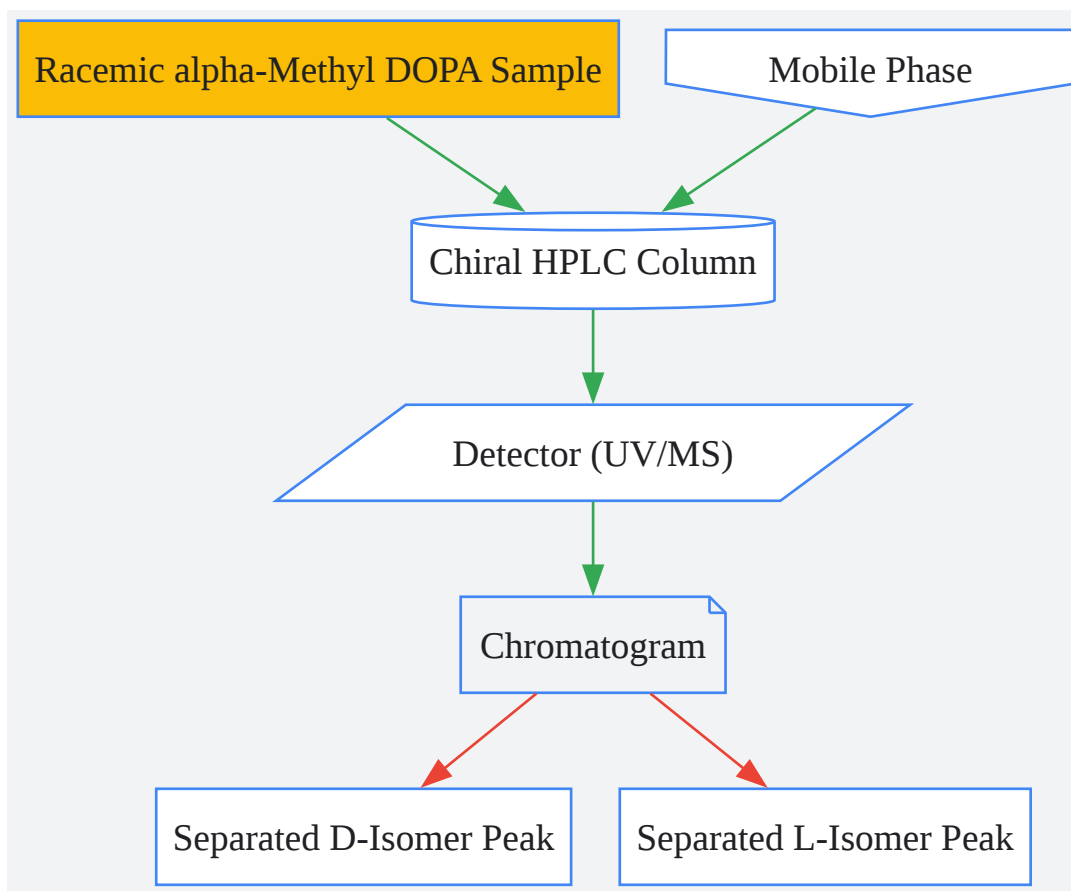 Racemic alpha-Methyl DOPA Sample
Mobile Phase
Chiral HPLC Column
Detector (UV/MS)
Chromatogram
Separated D-Isomer Peak
Separated L-Isomer Peak